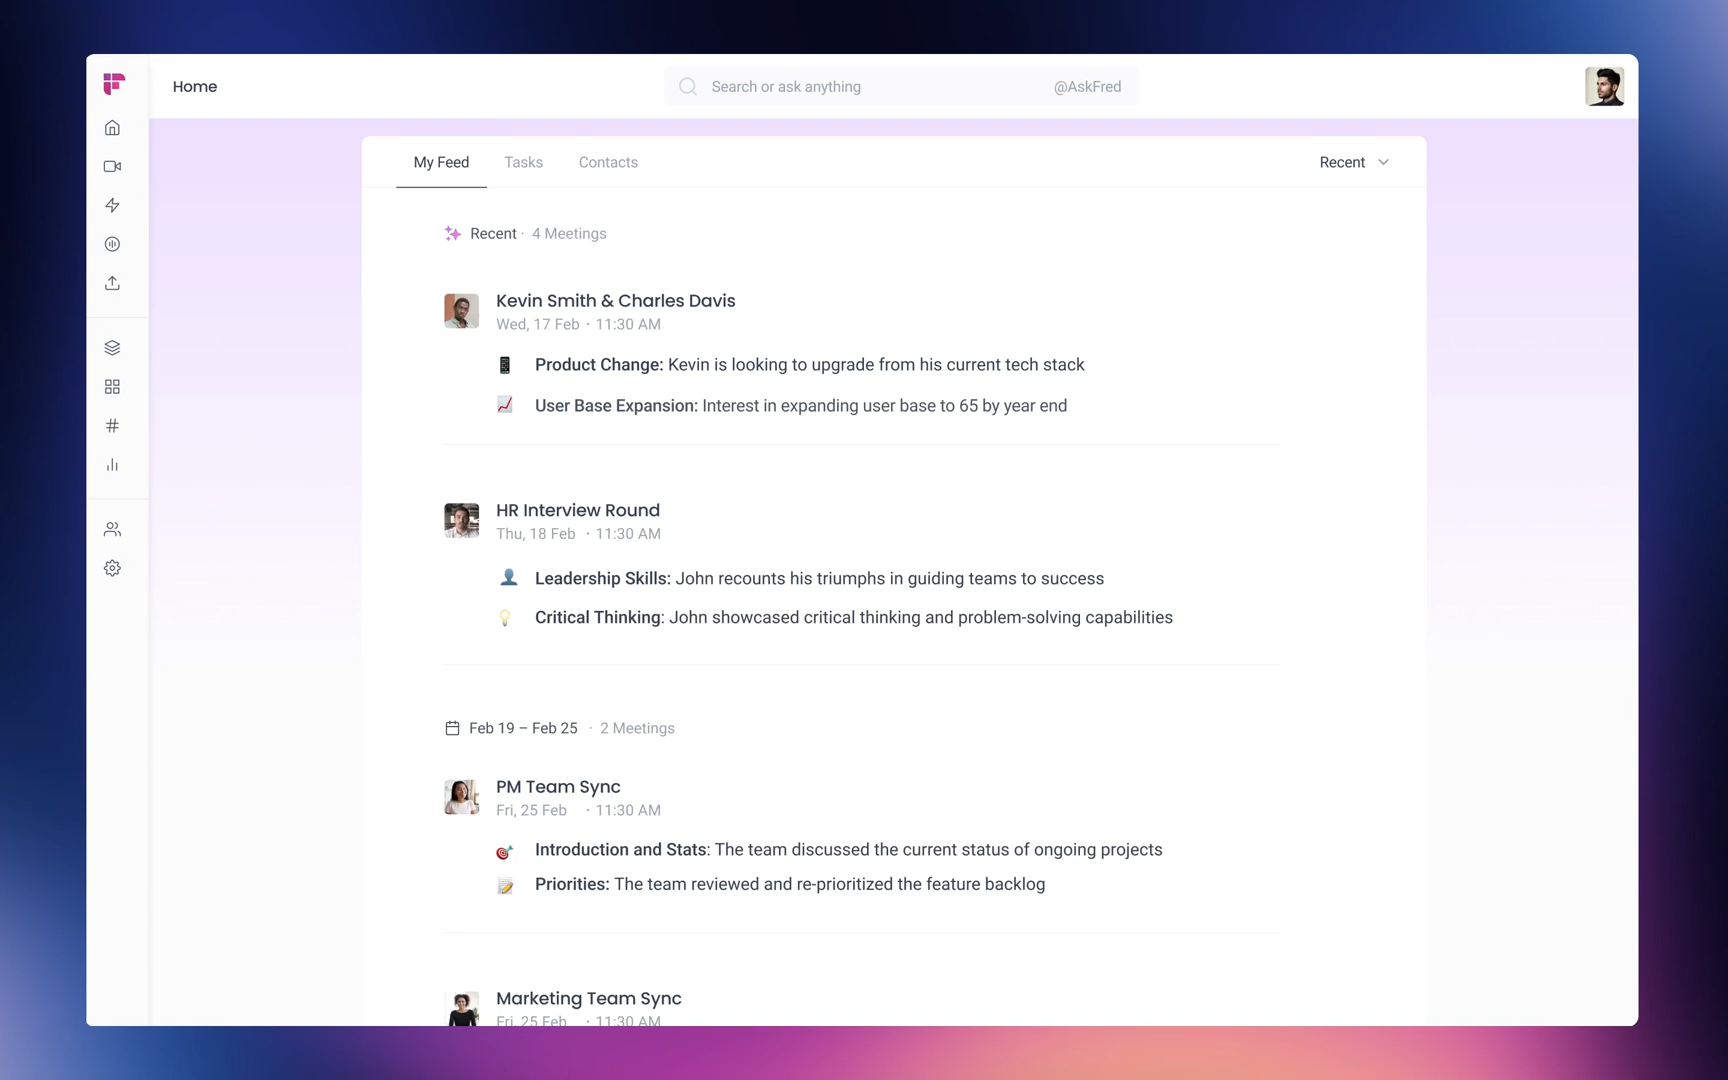 Home
Search or ask anything
@AskFred
My Feed
Tasks
Contacts
Recent
Recent · 4 Meetings
Kevin Smith & Charles Davis
Wed, 17 Feb · 11:30 AM
Product Change: Kevin is looking to upgrade from his current tech stack
User Base Expansion: Interest in expanding user base to 65 by year end
HR Interview Round
Thu, 18 Feb · 11:30 AM
Leadership Skills: John recounts his triumphs in guiding teams to success
Critical Thinking: John showcased critical thinking and problem-solving capabilities
Feb 19 – Feb 25 · 2 Meetings
PM Team Sync
Fri, 25 Feb · 11:30 AM
Introduction and Stats: The team discussed the current status of ongoing projects
Priorities: The team reviewed and re-prioritized the feature backlog
Marketing Team Sync
Fri, 25 Feb · 11:30 AM